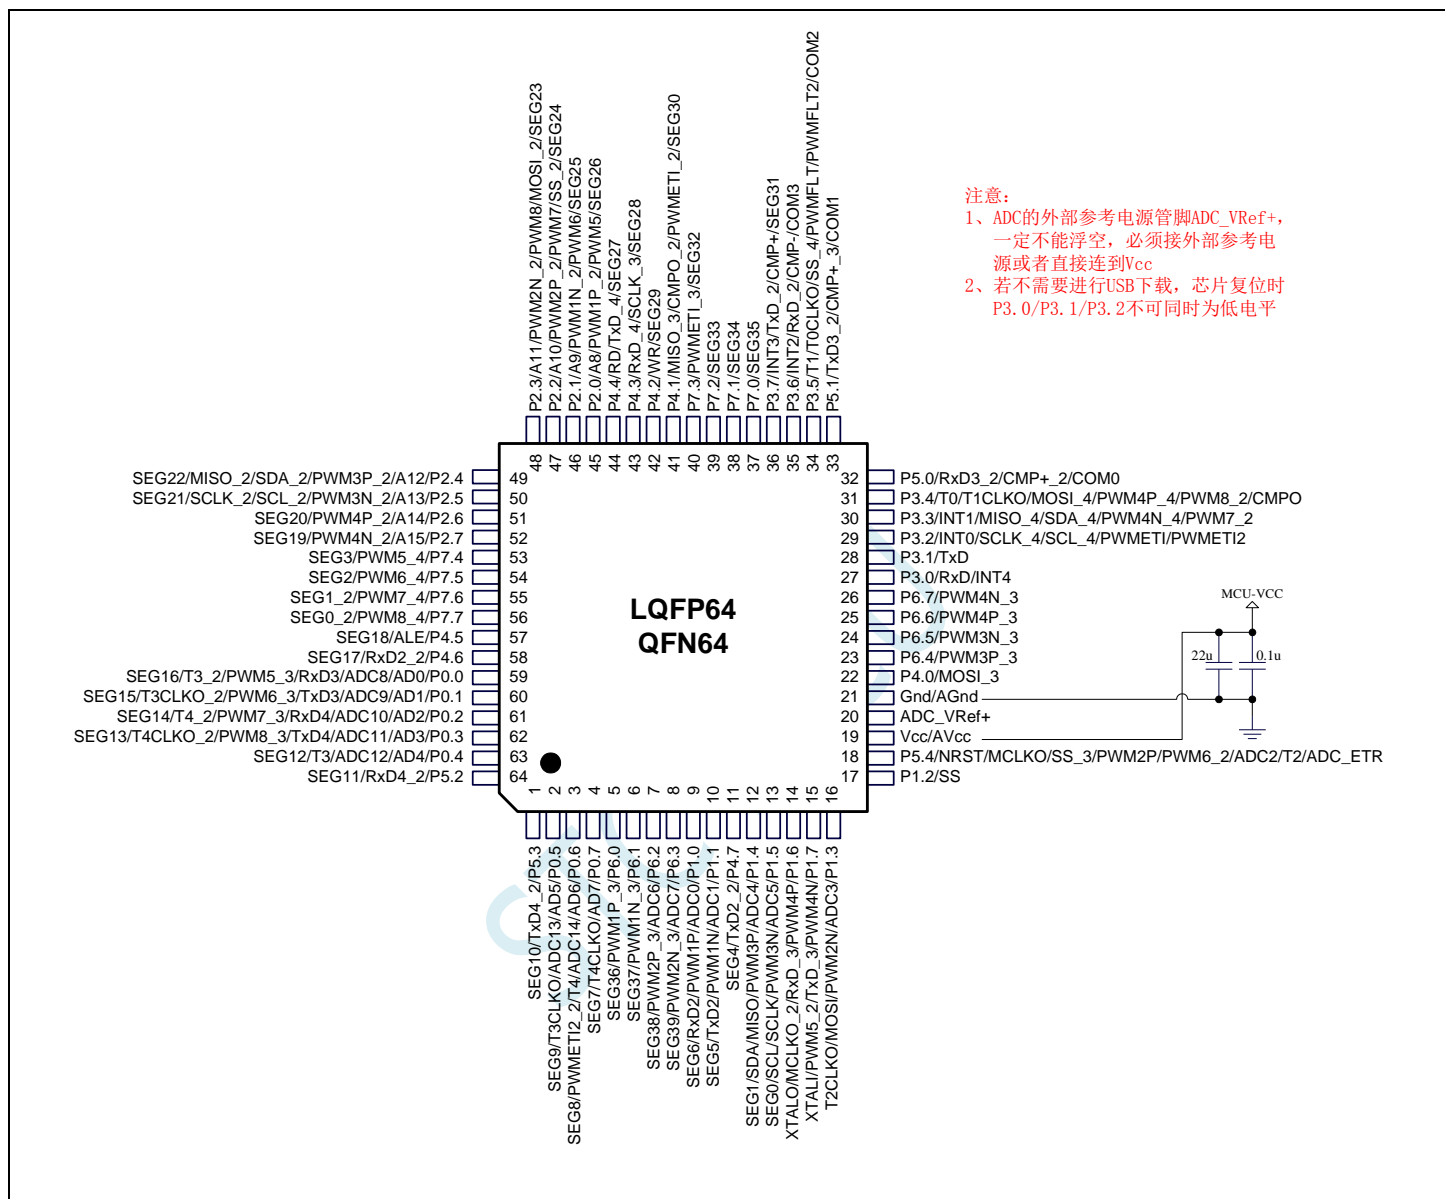 P2.3/A11/PWM2N_2/PWM8/MOSI_2/SEG23
P2.2/A10/PWM2P_2/PWM7/SS_2/SEG24
P2.1/A9/PWM1N_2/PWM6/SEG25
P2.0/A8/PWM1P_2/PWM5/SEG26
P4.4/RD/TxD_4/SEG27
P4.3/RxD_4/SCLK_3/SEG28
P4.2/WR/SEG29
P4.1/MISO_3/CMPO_2/PWMETI_2/SEG30
P7.3/PWMETI_3/SEG32
P7.2/SEG33
P7.1/SEG34
P7.0/SEG35
P3.7/INT3/TxD_2/CMP+/SEG31
P3.6/INT2/RxD_2/CMP-/COM3
P3.5/T1/T0CLKO/SS_4/PWMFLT/PWMFLT2/COM2
P5.1/TxD3_2/CMP+_3/COM1
注意:
1、ADC的外部参考电源管脚ADC_VRef+,
一定不能浮空，必须接外部参考电
源或者直接连到Vcc
2、若不需要进行USB下载，芯片复位时
P3.0/P3.1/P3.2不可同时为低电平
48 47 46 45 44 43 42 41 40 39 38 37 36 35 34 33
SEG22/MISO_2/SDA_2/PWM3P_2/A12/P2.4 49
SEG21/SCLK_2/SCL_2/PWM3N_2/A13/P2.5 50
SEG20/PWM4P_2/A14/P2.6 51
SEG19/PWM4N_2/A15/P2.7 52
SEG3/PWM5_4/P7.4 53
SEG2/PWM6_4/P7.5 54
SEG1_2/PWM7_4/P7.6 55
SEG0_2/PWM8_4/P7.7 56
SEG18/ALE/P4.5 57
SEG17/RxD2_2/P4.6 58
SEG16/T3_2/PWM5_3/RxD3/ADC8/AD0/P0.0 59
SEG15/T3CLKO_2/PWM6_3/TxD3/ADC9/AD1/P0.1 60
SEG14/T4_2/PWM7_3/RxD4/ADC10/AD2/P0.2 61
SEG13/T4CLKO_2/PWM8_3/TxD4/ADC11/AD3/P0.3 62
SEG12/T3/ADC12/AD4/P0.4 63
SEG11/RxD4_2/P5.2 64
LQFP64
QFN64
32 P5.0/RxD3_2/CMP+_2/COM0
31 P3.4/T0/T1CLKO/MOSI_4/PWM4P_4/PWM8_2/CMPO
30 P3.3/INT1/MISO_4/SDA_4/PWM4N_4/PWM7_2
29 P3.2/INT0/SCLK_4/SCL_4/PWMETI/PWMETI2
28 P3.1/TxD
27 P3.0/RxD/INT4
26 P6.7/PWM4N_3
25 P6.6/PWM4P_3
24 P6.5/PWM3N_3
23 P6.4/PWM3P_3
22 P4.0/MOSI_3
21 Gnd/AGnd
20 ADC_VRef+
19 Vcc/AVcc
18 P5.4/NRST/MCLKO/SS_3/PWM2P/PWM6_2/ADC2/T2/ADC_ETR
17 P1.2/SS
MCU-VCC
22u 0.1u
1 2 3 4 5 6 7 8 9 10 11 12 13 14 15 16
SEG10/TxD4_2/P5.3
SEG9/T3CLKO/ADC13/AD5/P0.5
SEG8/PWMETI2_2/T4/ADC14/AD6/P0.6
SEG7/T4CLKO/AD7/P0.7
SEG36/PWM1P_3/P6.0
SEG37/PWM1N_3/P6.1
SEG38/PWM2P_3/ADC6/P6.2
SEG39/PWM2N_3/ADC7/P6.3
SEG6/RxD2/PWM1P/ADC0/P1.0
SEG5/TxD2/PWM1N/ADC1/P1.1
SEG4/TxD2_2/P4.7
SEG1/SDA/MISO/PWM3P/ADC4/P1.4
SEG0/SCL/SCLK/PWM3N/ADC5/P1.5
XTALO/MCLKO_2/RxD_3/PWM4P/P1.6
XTALI/PWM5_2/TxD_3/PWM4N/P1.7
T2CLKO/MOSI/PWM2N/ADC3/P1.3